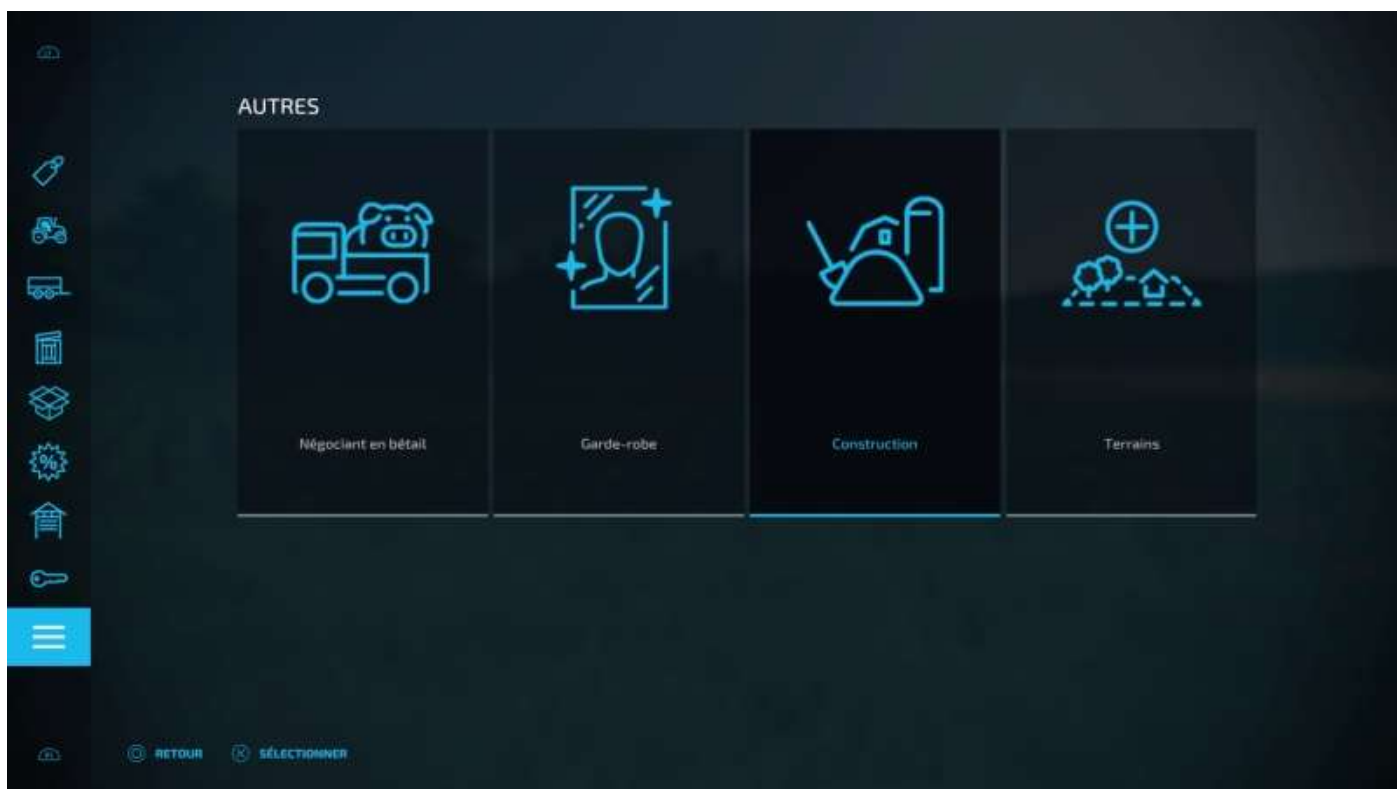 AUTRES
Négociant en bétail
Garde-robe
Construction
Terrains
RETOUR
SÉLECTIONNER